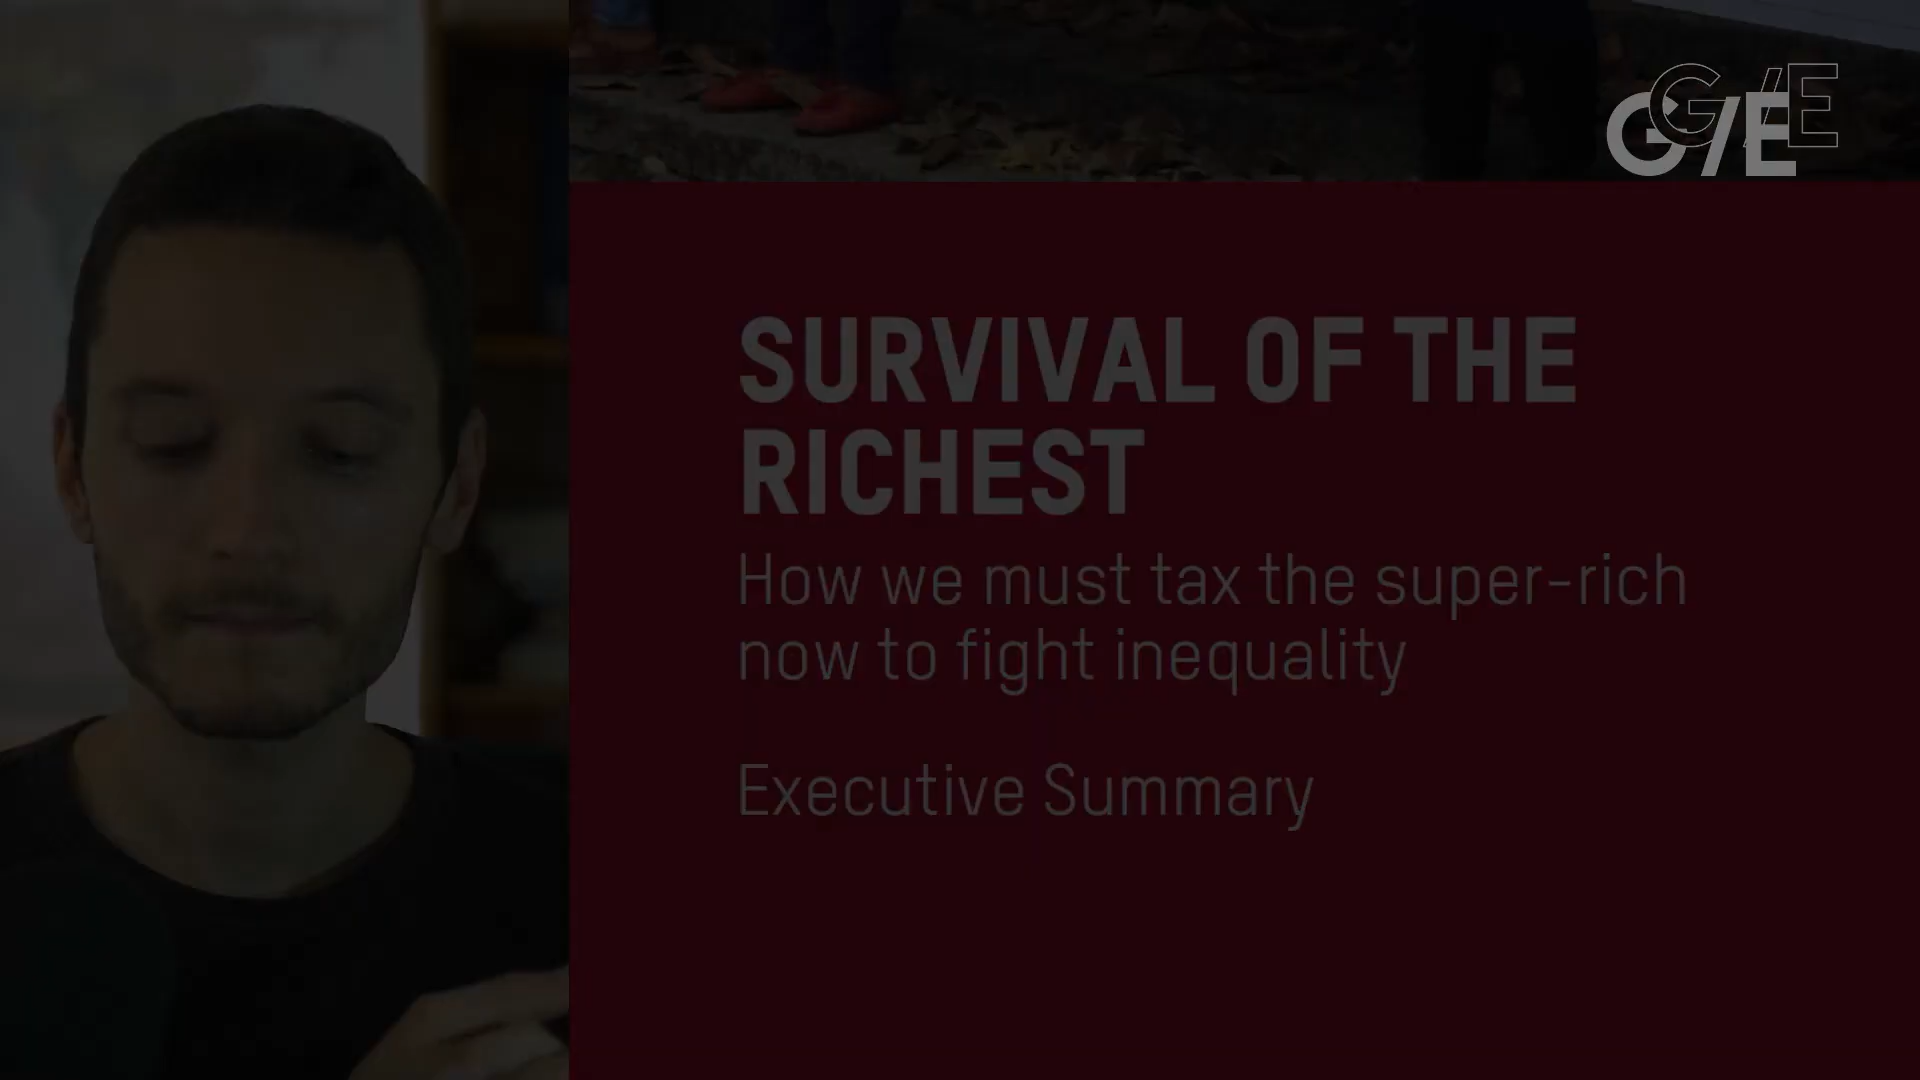 G/E
G/E
SURVIVAL OF THE
RICHEST
How we must tax the super-rich
now to fight inequality
Executive Summary